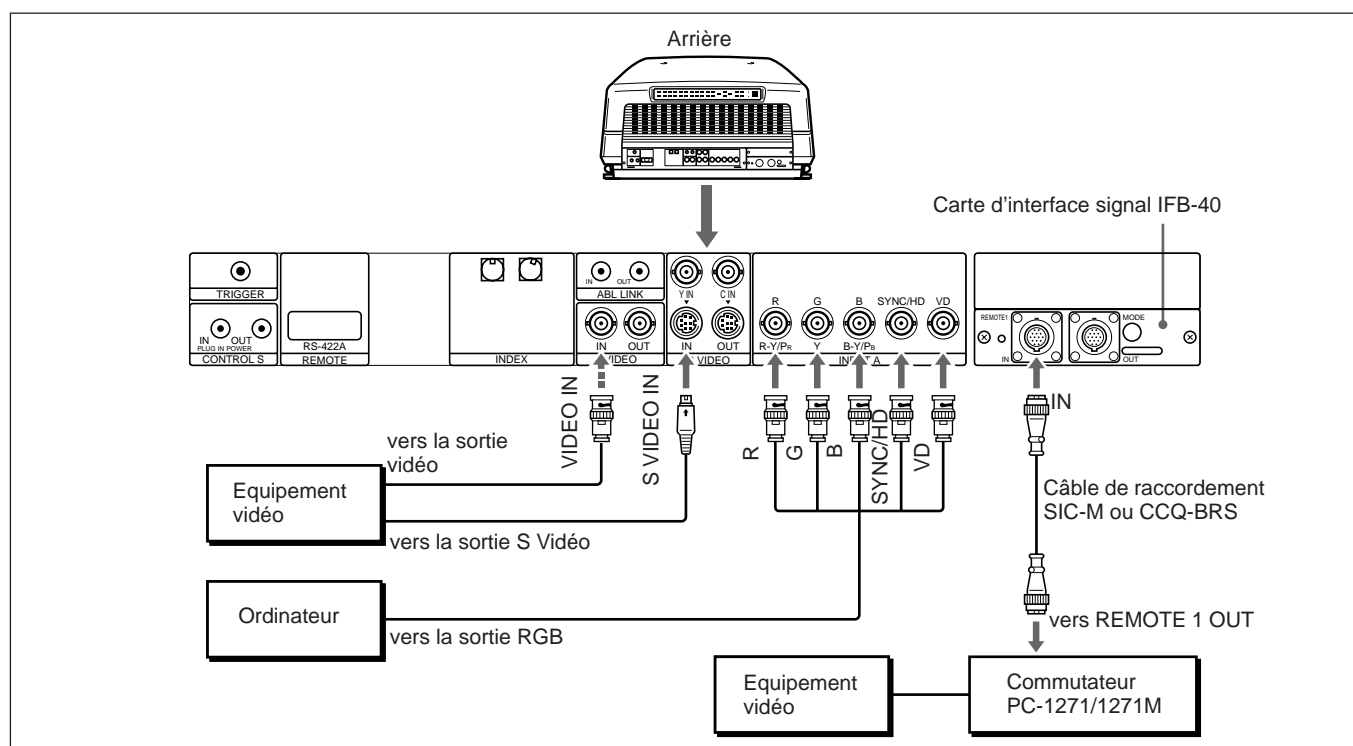 Arrière
Carte d'interface signal IFB-40
TRIGGER
IN OUT
PLUG IN POWER
CONTROL S
RS-422A
REMOTE
INDEX
IN OUT
ABL LINK
IN OUT
VIDEO
Y IN C IN
IN OUT
VIDEO
R G B SYNC/HD VD
R-Y/PR Y B-Y/PB
INPUT A
REMOTE1
IN
MODE
OUT
VIDEO IN
S VIDEO IN
R
G
B
SYNC/HD
VD
IN
vers la sortie
vidéo
Equipement
vidéo
vers la sortie S Vidéo
Câble de raccordement
SIC-M ou CCQ-BRS
Ordinateur
vers la sortie RGB
vers REMOTE 1 OUT
Equipement
vidéo
Commutateur
PC-1271/1271M